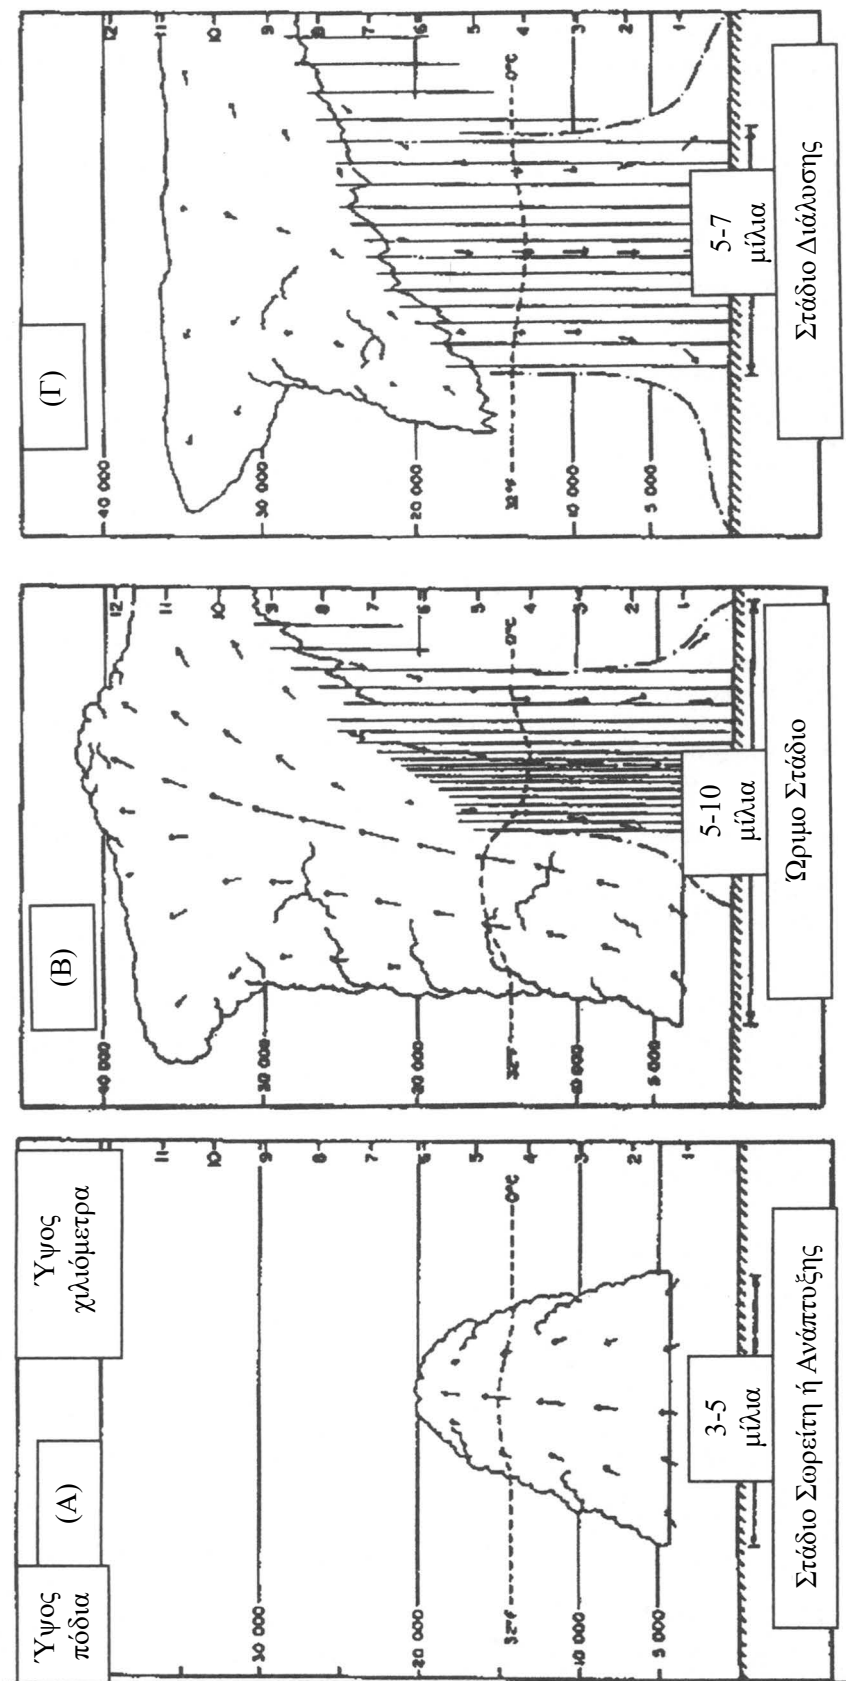 Ύψος
πόδια
(Α)
Ύψος
χιλιόμετρα
30 000
20 000
32°F
10 000
5 000
11
10
9
8
7
6
5
4
0°C
3
2
1
3-5
μίλια
Στάδιο Σωρείτη ή Ανάπτυξης
(Β)
40 000
30 000
20 000
32°F
10 000
5 000
12
11
10
9
8
7
6
5
4
0°C
3
2
1
5-10
μίλια
Ώριμο Στάδιο
(Γ)
40 000
30 000
20 000
32°F
10 000
5 000
12
11
10
9
8
7
6
5
4
0°C
3
2
1
5-7
μίλια
Στάδιο Διάλυσης